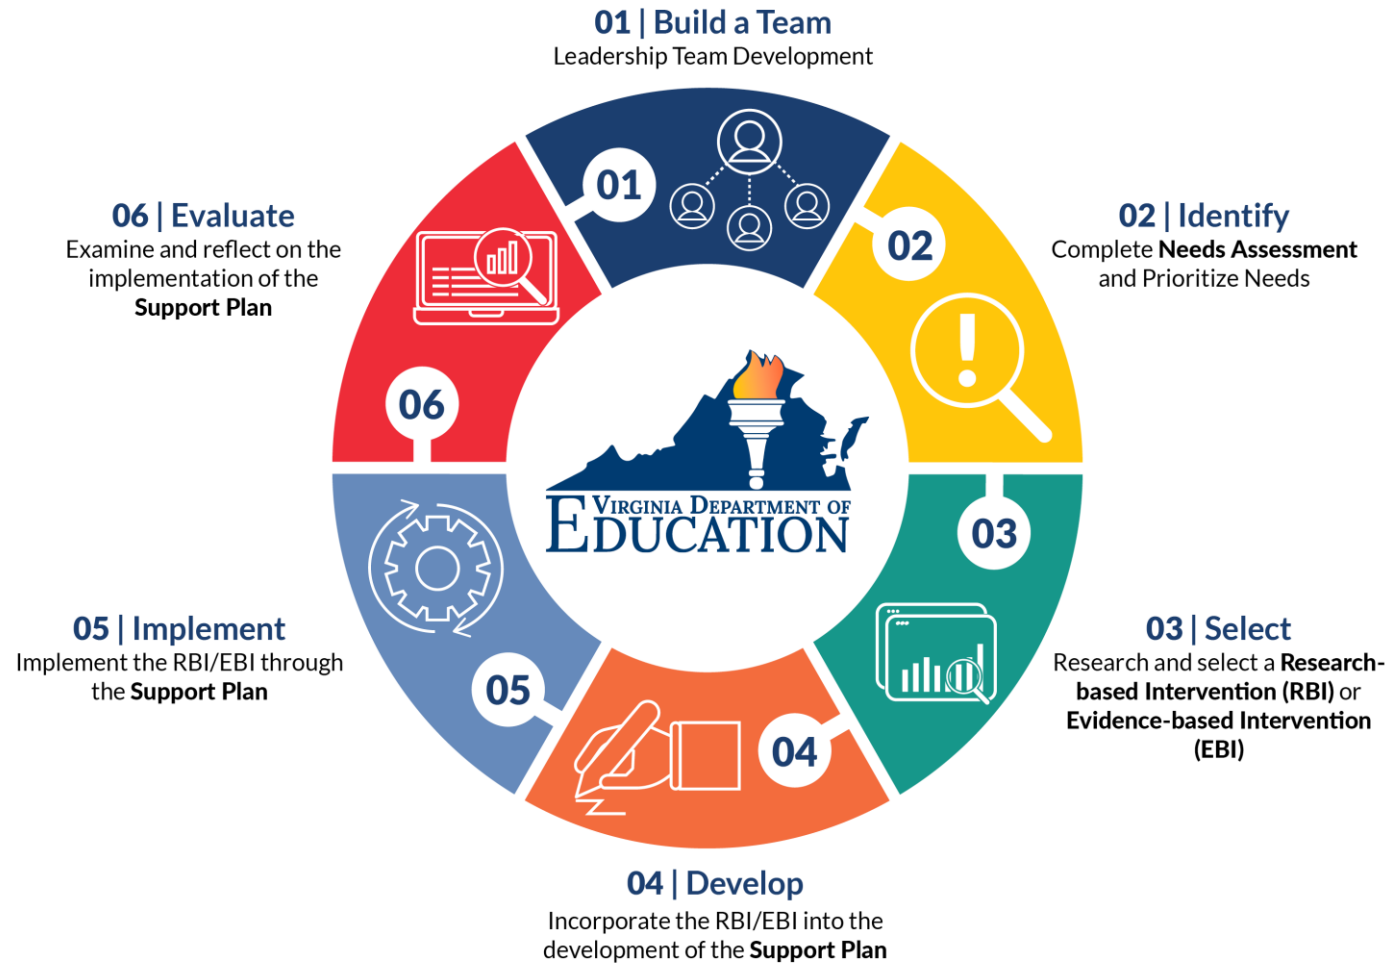 01 | Build a Team
Leadership Team Development
01
02 | Identify
Complete Needs Assessment
and Prioritize Needs
02
03
03 | Select
Research and select a Research-
based Intervention (RBI) or
Evidence-based Intervention
(EBI)
04
04 | Develop
Incorporate the RBI/EBI into the
development of the Support Plan
05 | Implement
Implement the RBI/EBI through
the Support Plan
05
06 | Evaluate
Examine and reflect on the
implementation of the
Support Plan
06
VIRGINIA DEPARTMENT OF
EDUCATION